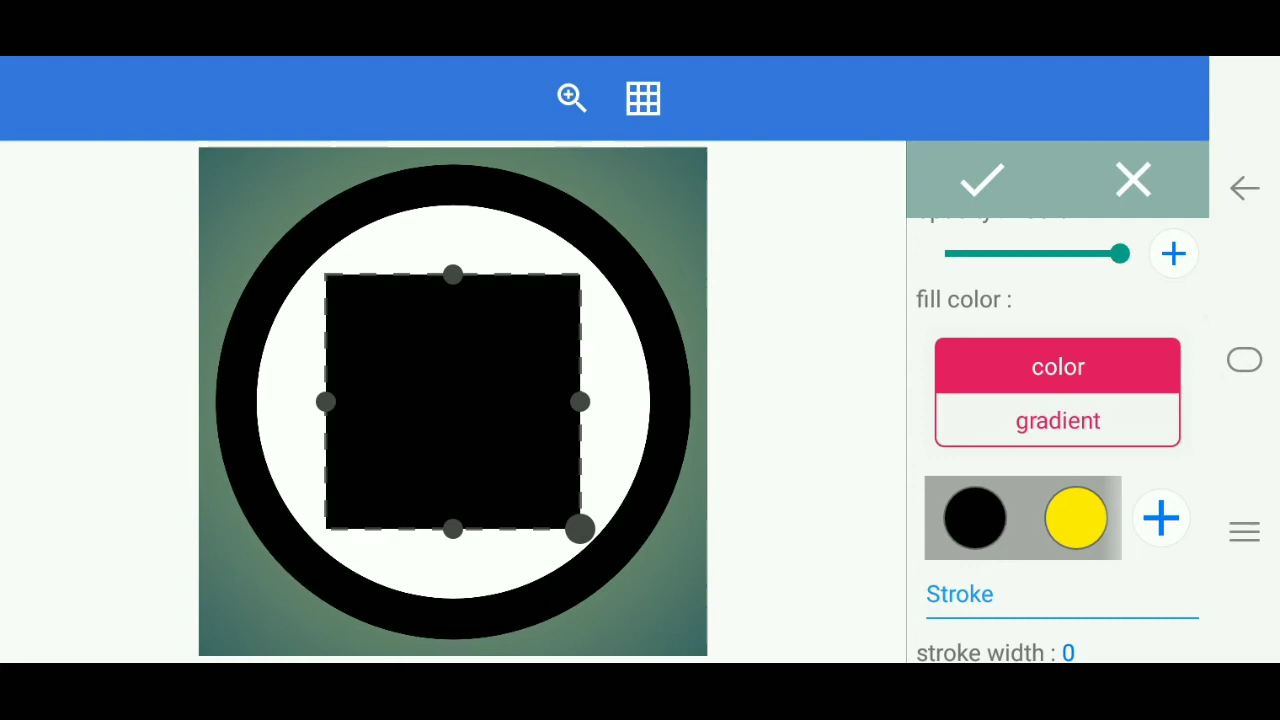 fill color :
color
gradient
Stroke
stroke width : 0